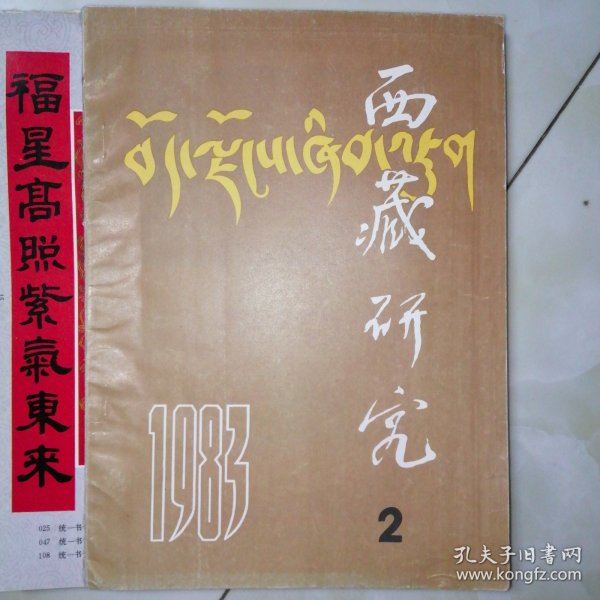 福星高照紫氣東来
བོད་ལྗོངས་ཞིབ་འཇུག
西藏研究
1983
2
025 统一书
047 统一书
108 统一书
孔夫子旧书网
www.kongfz.com